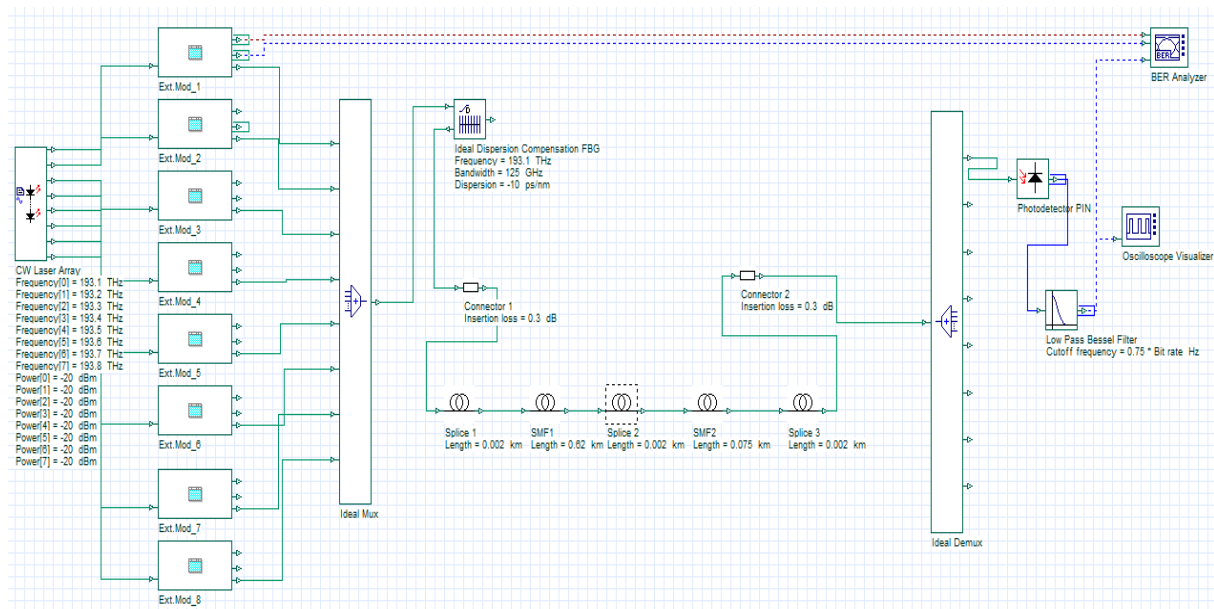 Ext.Mod_1
Ext.Mod_2
Ext.Mod_3
Ext.Mod_4
Ext.Mod_5
Ext.Mod_6
Ext.Mod_7
Ext.Mod_8
CW Laser Array
Frequency[0] = 193.1 THz
Frequency[1] = 193.2 THz
Frequency[2] = 193.3 THz
Frequency[3] = 193.4 THz
Frequency[4] = 193.5 THz
Frequency[5] = 193.6 THz
Frequency[6] = 193.7 THz
Frequency[7] = 193.8 THz
Power[0] = -20 dBm
Power[1] = -20 dBm
Power[2] = -20 dBm
Power[3] = -20 dBm
Power[4] = -20 dBm
Power[5] = -20 dBm
Power[6] = -20 dBm
Power[7] = -20 dBm
Ideal Mux
Ideal Dispersion Compensation FBG
Frequency = 193.1 THz
Bandwidth = 125 GHz
Dispersion = -10 ps/nm
Connector 1
Insertion loss = 0.3 dB
Splice 1
Length = 0.002 km
SMF1
Length = 0.62 km
Splice 2
Length = 0.002 km
SMF2
Length = 0.075 km
Splice 3
Length = 0.002 km
Connector 2
Insertion loss = 0.3 dB
Ideal Demux
Photodetector PIN
Low Pass Bessel Filter
Cutoff frequency = 0.75 * Bit rate Hz
BER
BER Analyzer
Oscilloscope Visualizer